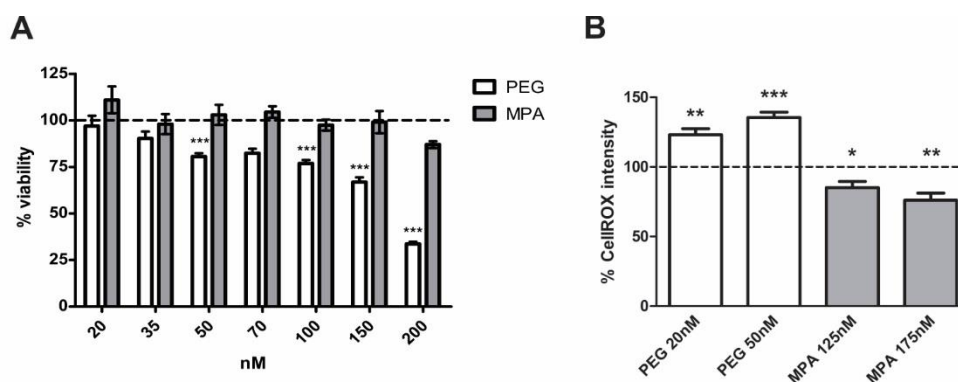 A
% viability
125
100
75
50
25
0
***
***
***
***
20
35
50
70
100
150
200
nM
PEG
MPA
B
% CellROX intensity
150
100
50
0
**
***
*
**
PEG 20nM
PEG 50nM
MPA 125nM
MPA 175nM